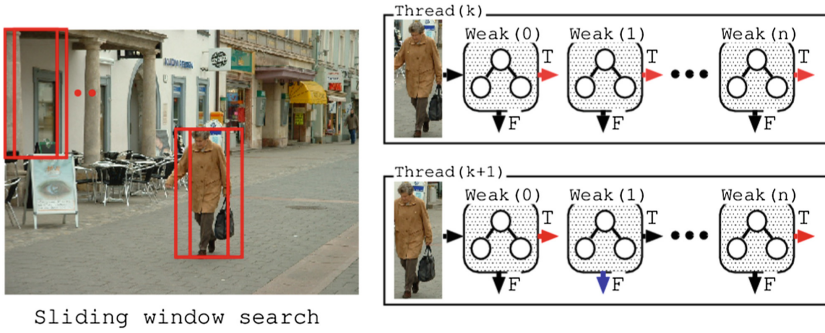 Thread(k)
Weak(0) Weak(1) Weak(n)
T T T
F F F
Thread(k+1)
Weak(0) Weak(1) Weak(n)
T T T
F F F
Sliding window search